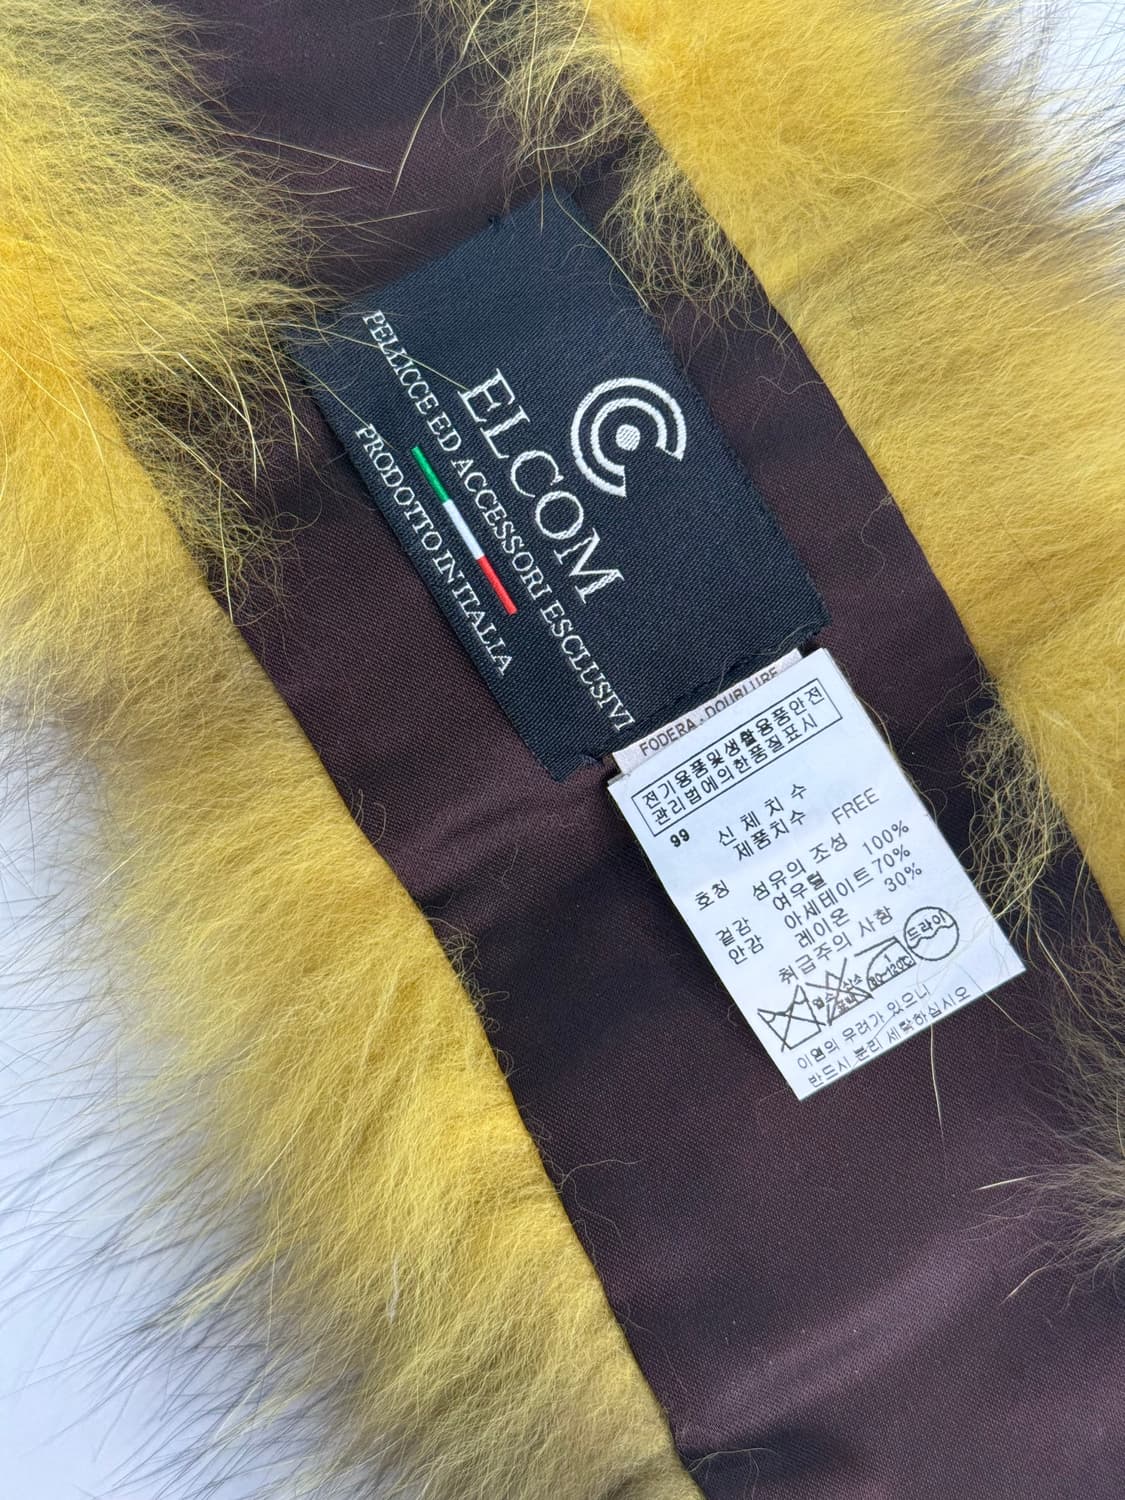 ELCOM
PELLICCE ED ACCESSORI ESCLUSIVI
PRODOTTO IN ITALIA
FODERA - DOUBLURE
전기용품및생활용품안전
관리법에의한품질표시
99 신체치수
제품치수 FREE
호칭 섬유의 조성
겉감 여우털 100%
안감 아세테이트 70%
레이온 30%
취급주의 사항
드라이
이염의 우려가 있으니
반드시 분리 세탁하십시오